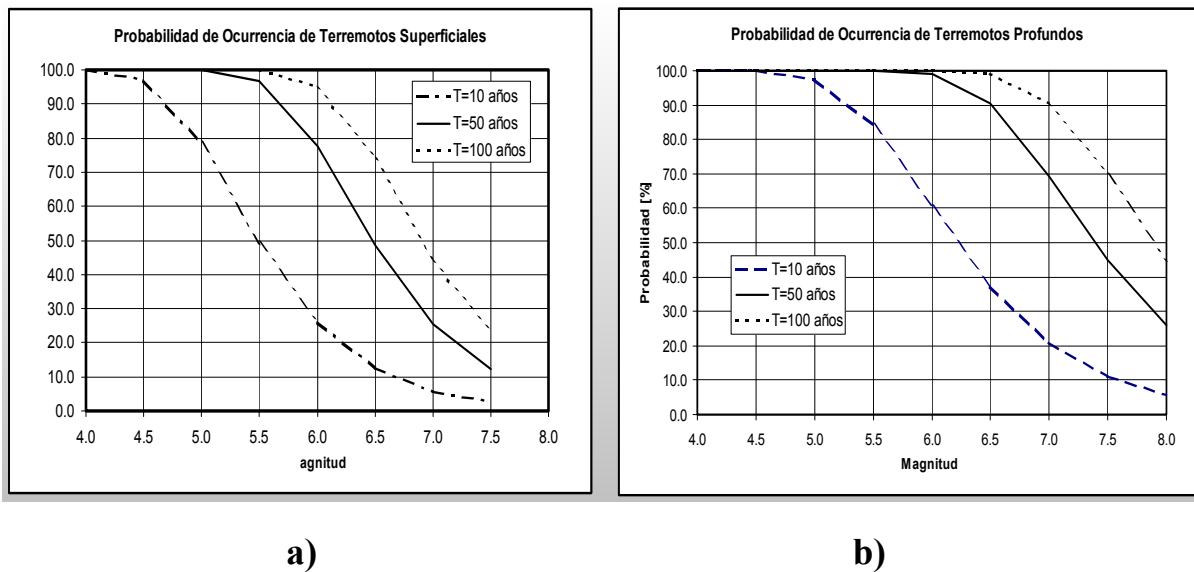 Probabilidad de Ocurrencia de Terremotos Superficiales
100.0
90.0
80.0
70.0
60.0
50.0
40.0
30.0
20.0
10.0
0.0
T=10 años
T=50 años
T=100 años
4.0 4.5 5.0 5.5 6.0 6.5 7.0 7.5 8.0
agnitud
Probabilidad de Ocurrencia de Terremotos Profundos
Probabilidad [%]
100.0
90.0
80.0
70.0
60.0
50.0
40.0
30.0
20.0
10.0
0.0
T=10 años
T=50 años
T=100 años
4.0 4.5 5.0 5.5 6.0 6.5 7.0 7.5 8.0
Magnitud
a)
b)